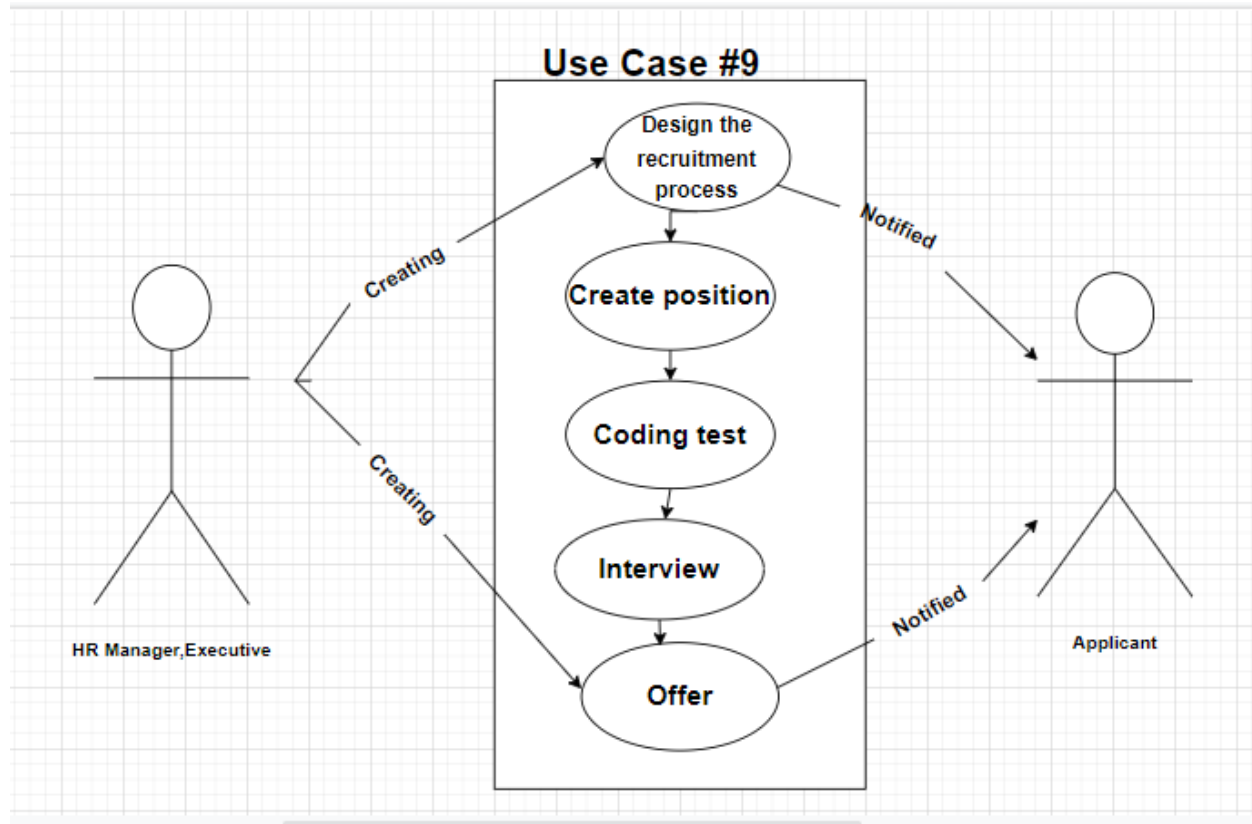 Use Case #9
Design the
recruitment
process
Notified
Creating
Create position
Coding test
Creating
Interview
Notified
HR Manager,Executive
Applicant
Offer